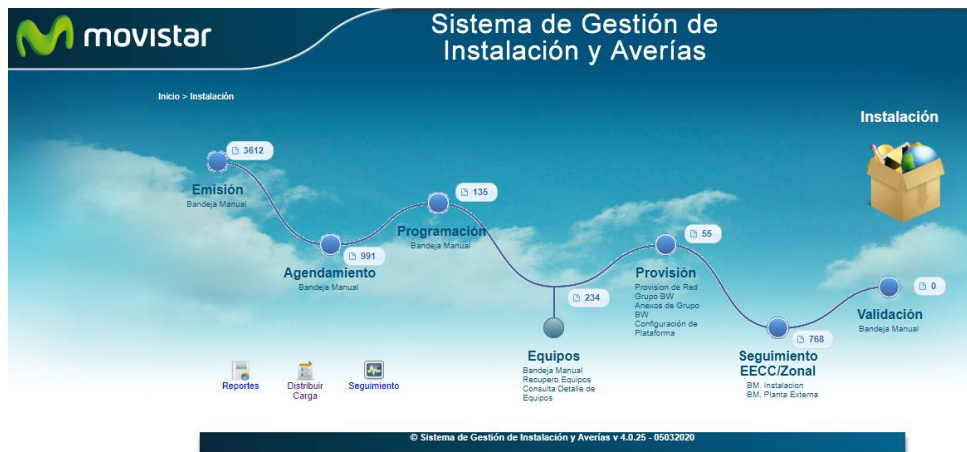 movistar
Sistema de Gestión de
Instalación y Averías
Inicio > Instalación
Instalación
3612
Emisión
Bandeja Manual
991
Agendamiento
Bandeja Manual
135
Programación
Bandeja Manual
234
Equipos
Bandeja Manual
Recupero Equipos
Consulta Detalle de
Equipos
55
Provisión
Provision de Red
Grupo BW
Anexos de Grupo
BW
Configuración de
Plataforma
768
Seguimiento
EECC/Zonal
BM. Instalacion
BM. Planta Externa
0
Validación
Bandeja Manual
Reportes
Distribuir
Carga
Seguimiento
© Sistema de Gestión de Instalación y Averías v 4.0.25 - 05032020